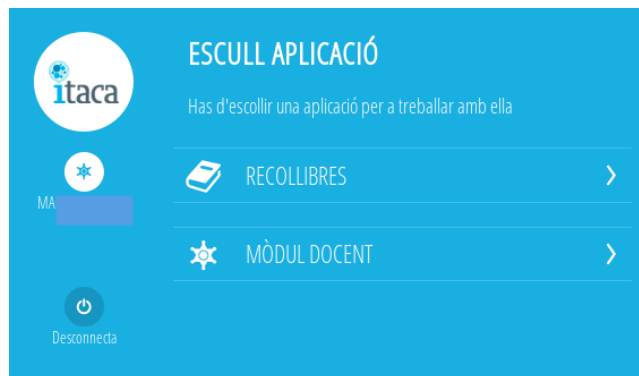 itaca
MA
Desconnecta
ESCULL APLICACIÓ
Has d'escollir una aplicació per a treballar amb ella
RECOLLIBRES
MÒDUL DOCENT